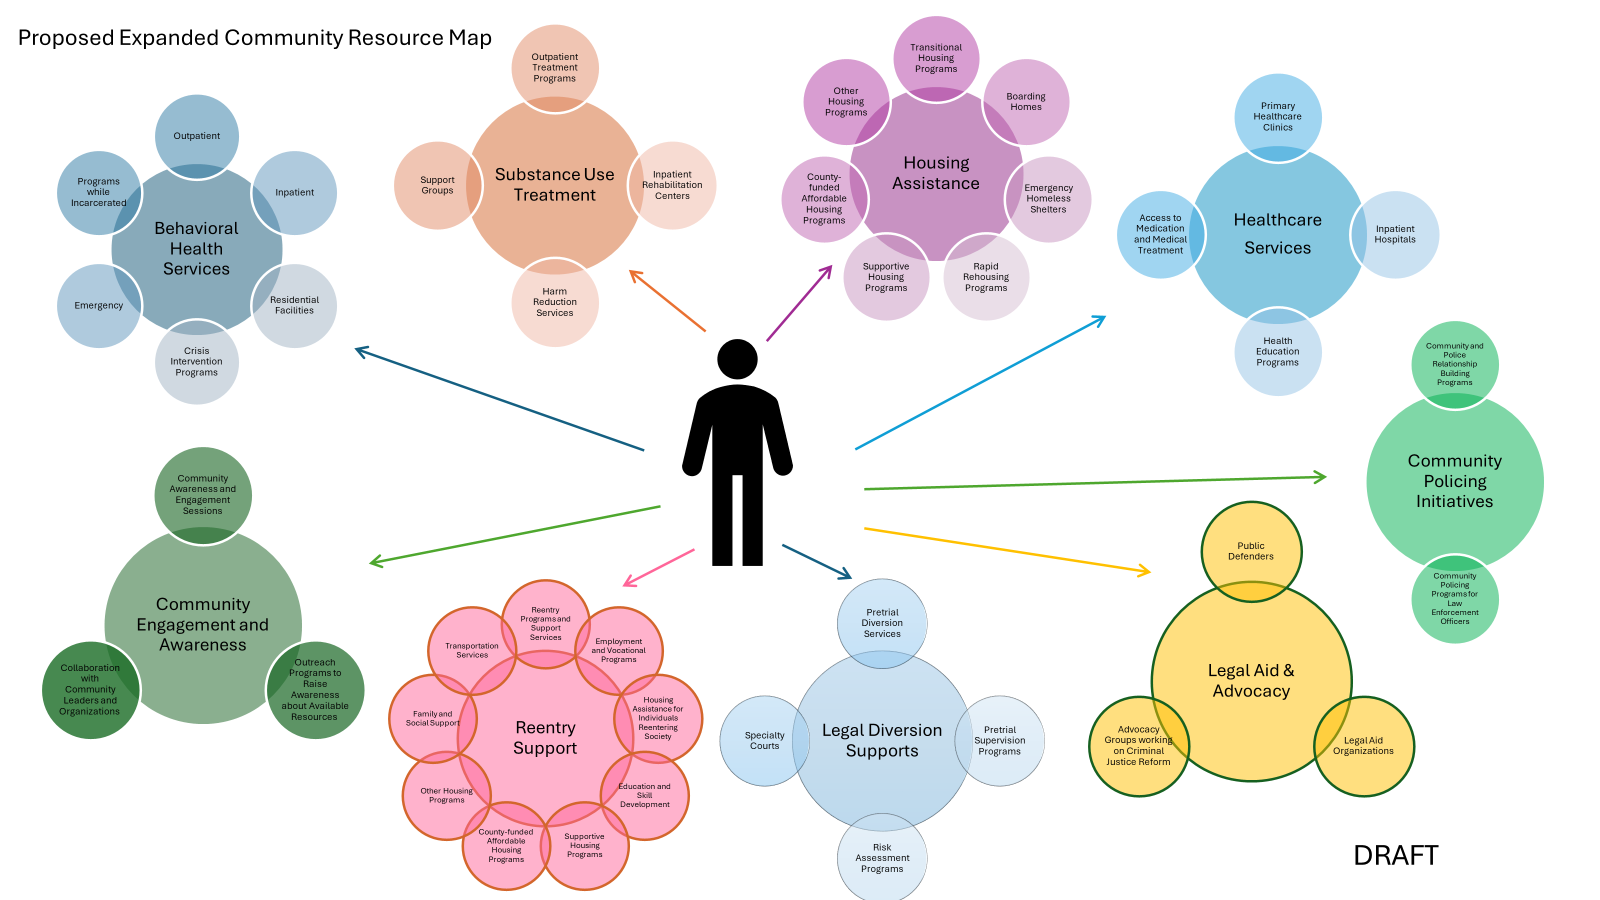 Proposed Expanded Community Resource Map
Outpatient
Inpatient
Residential
Facilities
Crisis
Intervention
Programs
Emergency
Programs
while
Incarcerated
Behavioral
Health
Services
Outpatient
Treatment
Programs
Inpatient
Rehabilitation
Centers
Harm
Reduction
Services
Support
Groups
Substance Use
Treatment
Transitional
Housing
Programs
Boarding
Homes
Emergency
Homeless
Shelters
Rapid
Rehousing
Programs
Supportive
Housing
Programs
County-
funded
Affordable
Housing
Programs
Other
Housing
Programs
Housing
Assistance
Primary
Healthcare
Clinics
Inpatient
Hospitals
Health
Education
Programs
Access to
Medication
and Medical
Treatment
Healthcare
Services
Community and
Police
Relationship
Building
Programs
Community
Policing
Initiatives
Community
Policing
Programs for
Law
Enforcement
Officers
Community
Awareness and
Engagement
Sessions
Community
Engagement and
Awareness
Collaboration
with
Community
Leaders and
Organizations
Outreach
Programs to
Raise
Awareness
about Available
Resources
Reentry
Programs and
Support
Services
Employment
and Vocational
Programs
Housing
Assistance for
Individuals
Reentering
Society
Education and
Skill
Development
Supportive
Housing
Programs
County-funded
Affordable
Housing
Programs
Other Housing
Programs
Family and
Social Support
Transportation
Services
Reentry
Support
Pretrial
Diversion
Services
Pretrial
Supervision
Programs
Risk
Assessment
Programs
Specialty
Courts
Legal Diversion
Supports
Public
Defenders
Legal Aid &
Advocacy
Advocacy
Groups working
on Criminal
Justice Reform
Legal Aid
Organizations
DRAFT